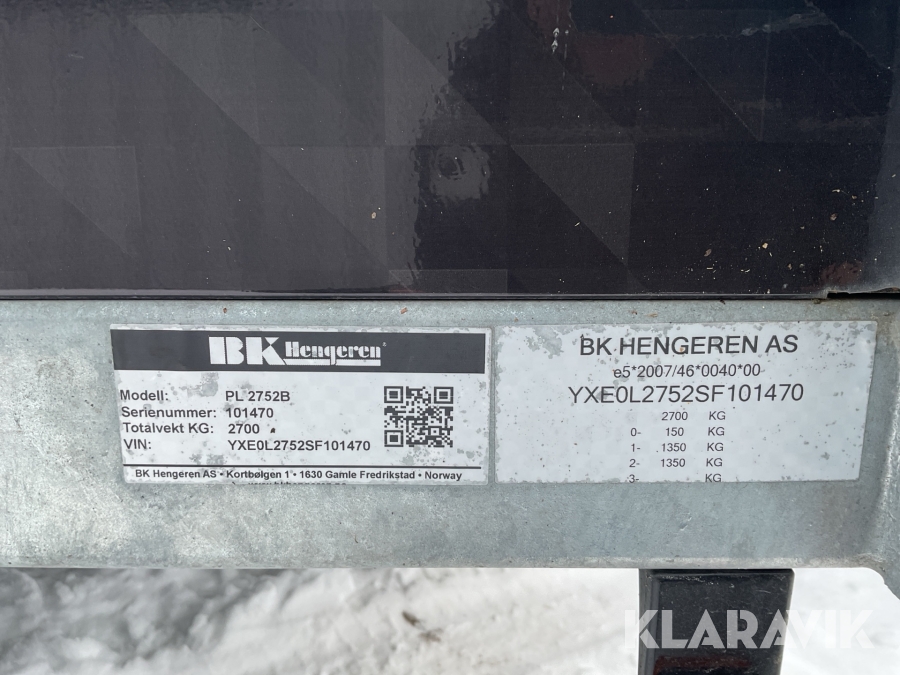 BK Hengeren®
Modell: PL 2752B
Serienummer: 101470
Totalvekt KG: 2700
VIN: YXE0L2752SF101470
BK Hengeren AS • Kortbølgen 1 • 1630 Gamle Fredrikstad • Norway
BK HENGEREN AS
e5*2007/46*0040*00
YXE0L2752SF101470
2700 KG
0- 150 KG
1- 1350 KG
2- 1350 KG
3- KG
KLARAVIK